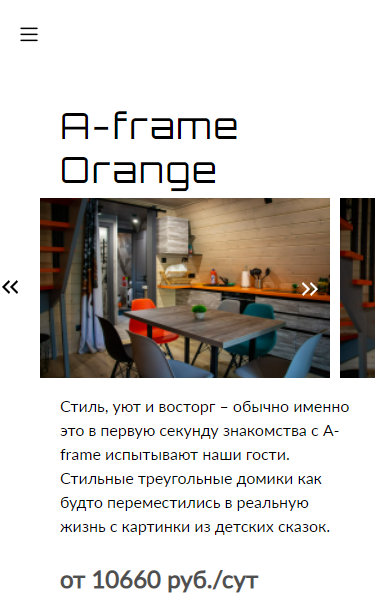 A-frame
Orange
Стиль, уют и восторг – обычно именно
это в первую секунду знакомства с A-
frame испытывают наши гости.
Стильные треугольные домики как
будто переместились в реальную
жизнь с картинки из детских сказок.
от 10660 руб./сут